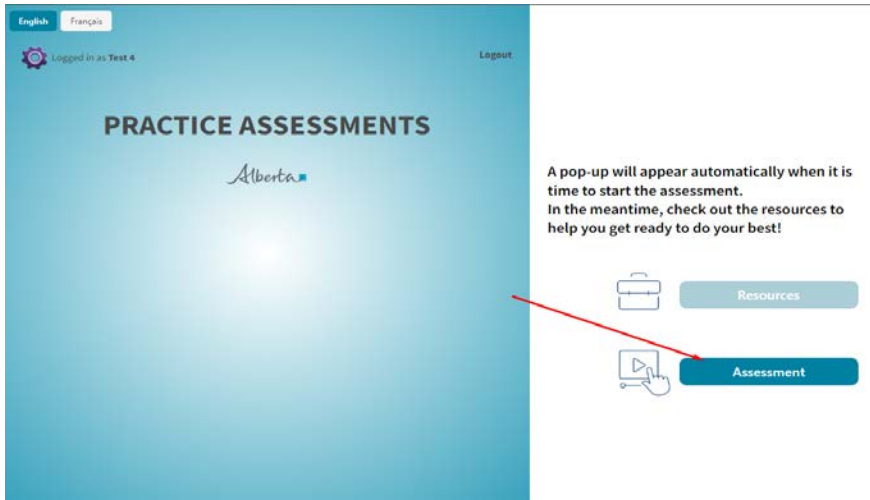 English Français
Logged in as Test 4
Logout
PRACTICE ASSESSMENTS
Alberta
A pop-up will appear automatically when it is
time to start the assessment.
In the meantime, check out the resources to
help you get ready to do your best!
Resources
Assessment